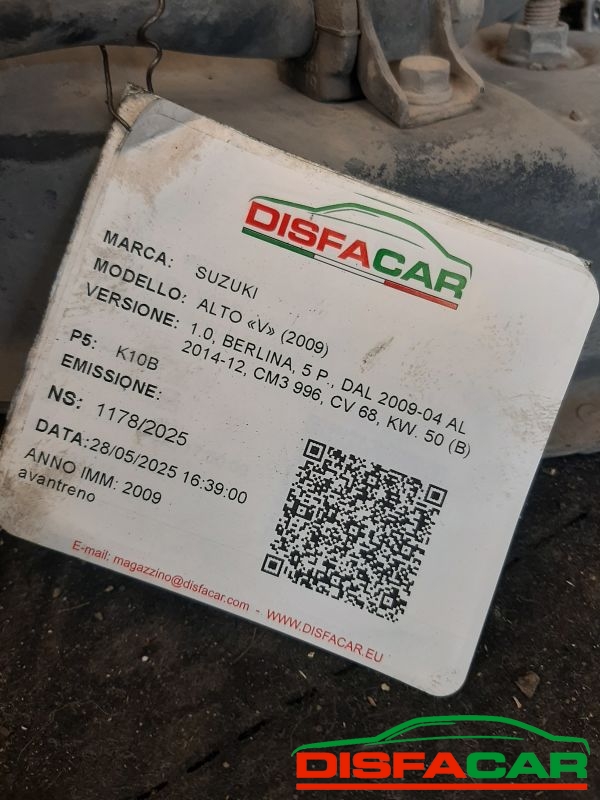 DISFACAR
MARCA: SUZUKI
MODELLO: ALTO «V» (2009)
VERSIONE: 1.0, BERLINA, 5 P., DAL 2009-04 AL
2014-12, CM3 996, CV 68, KW. 50 (B)
P5: K10B
EMISSIONE:
NS: 1178/2025
DATA:28/05/2025 16:39:00
ANNO IMM: 2009
avantreno
E-mail: magazzino@disfacar.com - WWW.DISFACAR.EU
DISFACAR